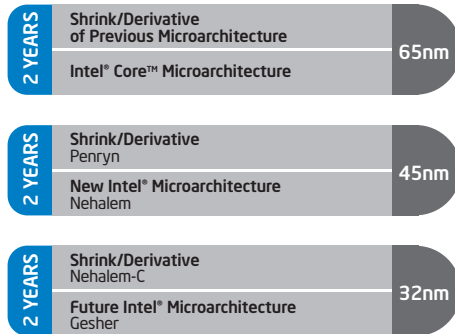 2 YEARS
Shrink/Derivative
of Previous Microarchitecture
Intel® Core™ Microarchitecture
65nm
2 YEARS
Shrink/Derivative
Penryn
New Intel® Microarchitecture
Nehalem
45nm
2 YEARS
Shrink/Derivative
Nehalem-C
Future Intel® Microarchitecture
Gesher
32nm